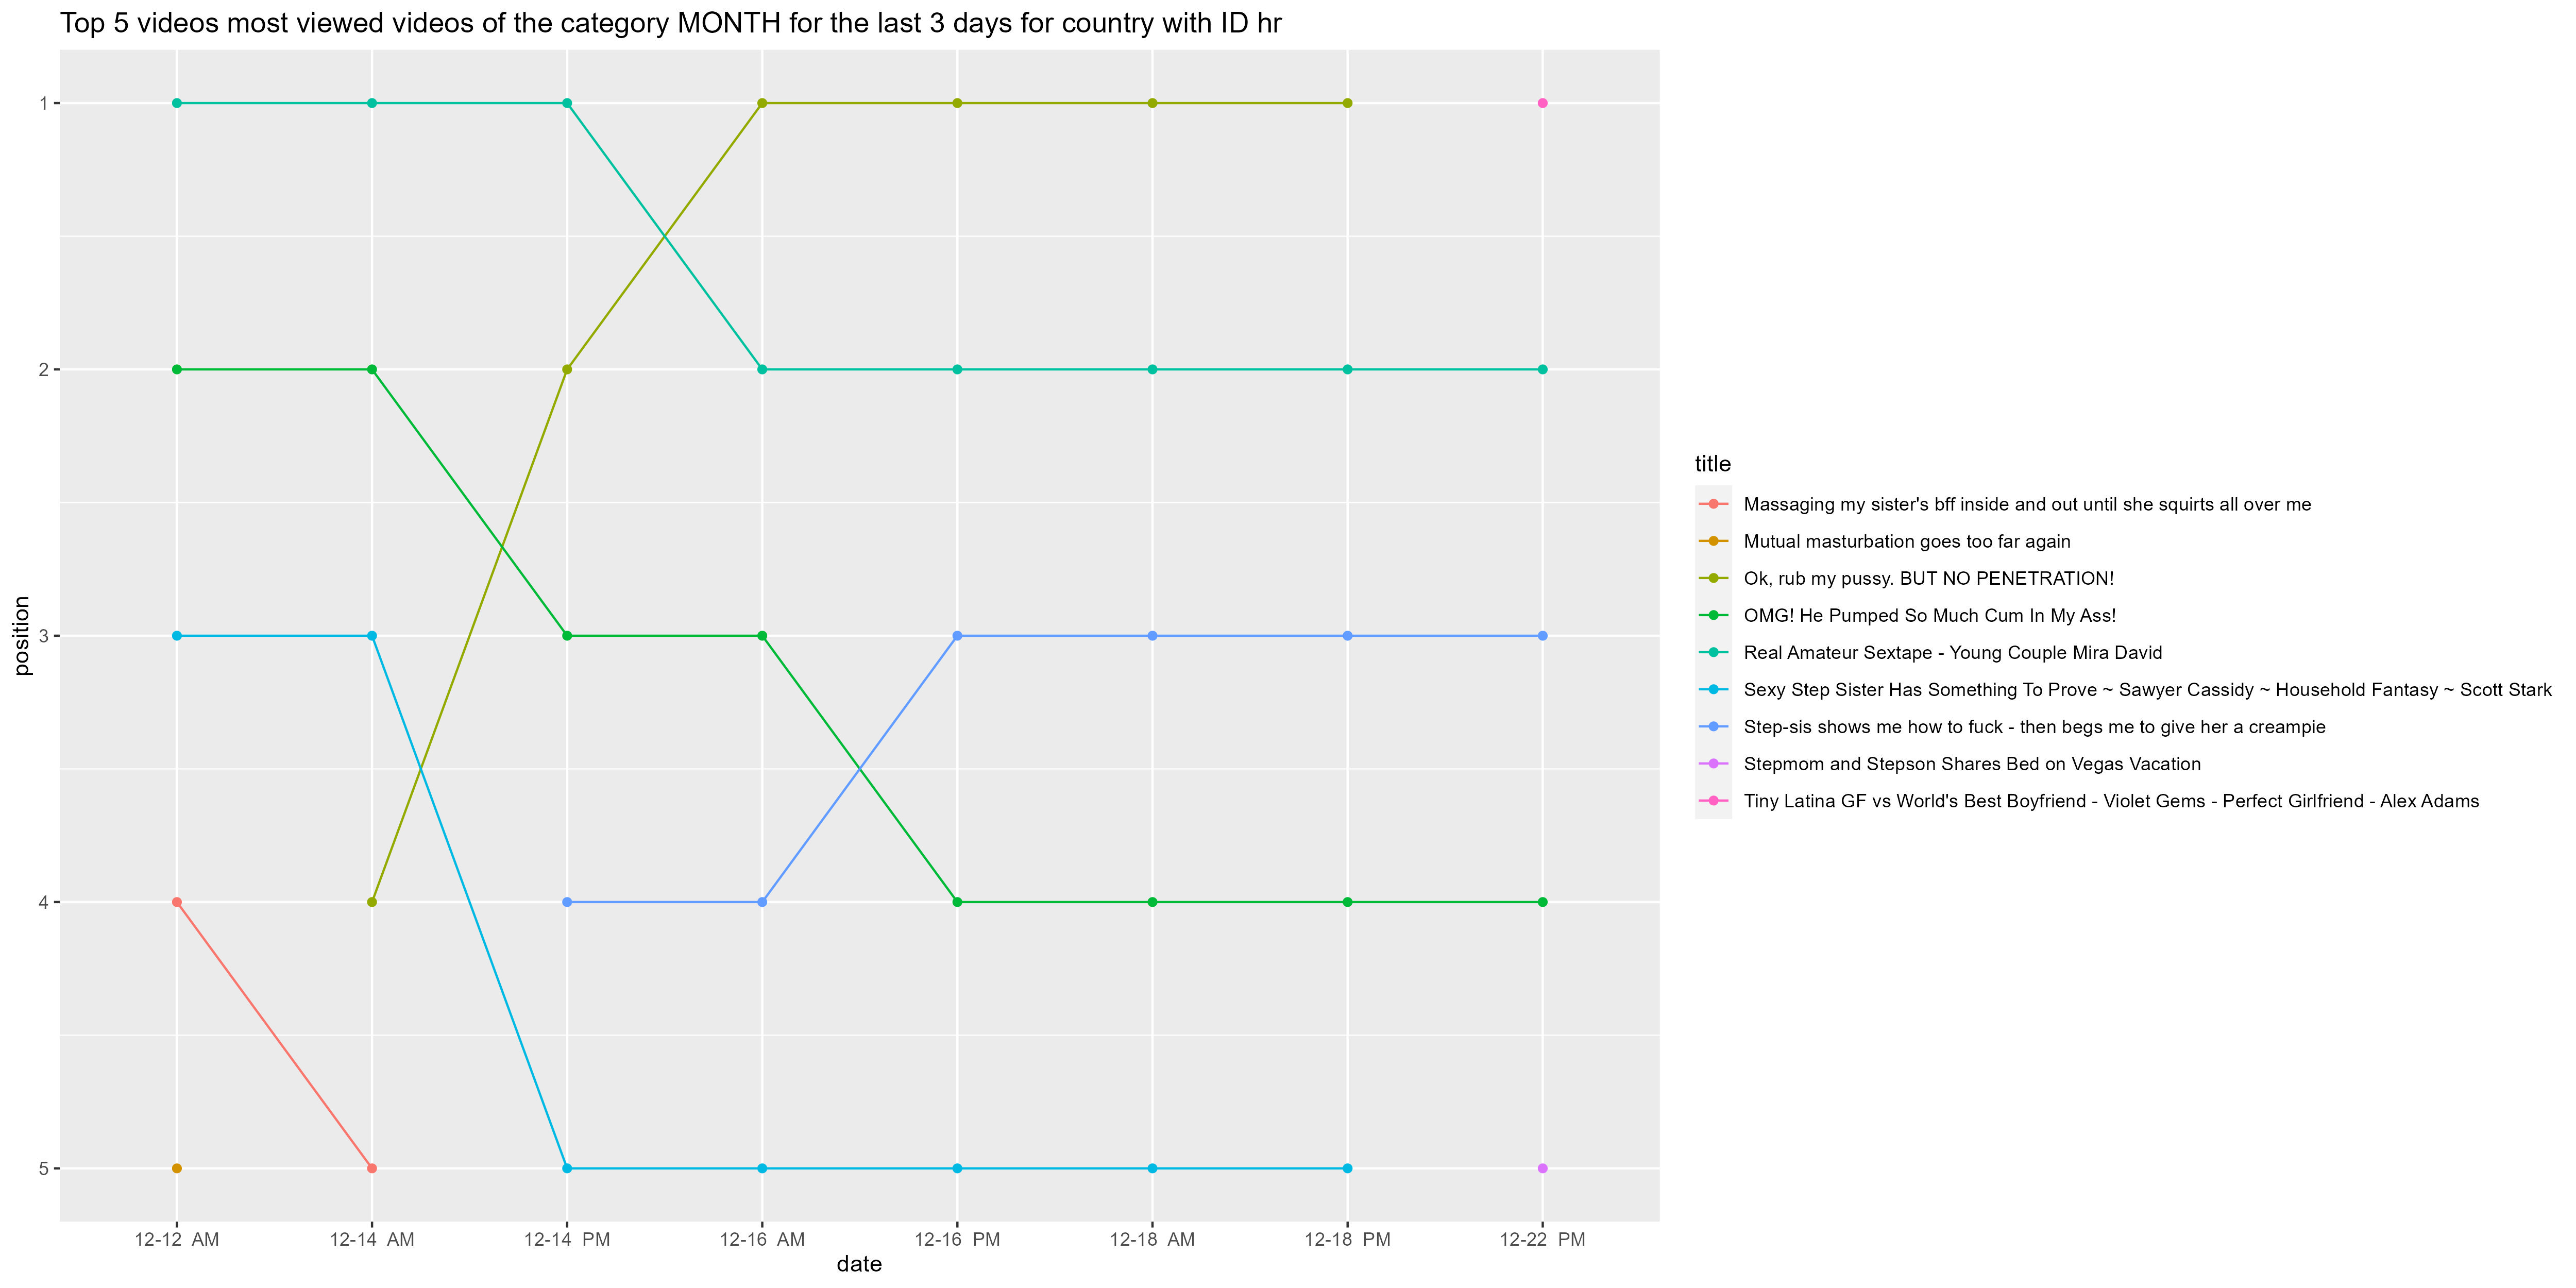 Top 5 videos most viewed videos of the category MONTH for the last 3 days for country with ID hr
position
1
2
3
4
5
12-12 AM
12-14 AM
12-14 PM
12-16 AM
12-16 PM
12-18 AM
12-18 PM
12-22 PM
date
title
Massaging my sister's bff inside and out until she squirts all over me
Mutual masturbation goes too far again
Ok, rub my pussy. BUT NO PENETRATION!
OMG! He Pumped So Much Cum In My Ass!
Real Amateur Sextape - Young Couple Mira David
Sexy Step Sister Has Something To Prove ~ Sawyer Cassidy ~ Household Fantasy ~ Scott Stark
Step-sis shows me how to fuck - then begs me to give her a creampie
Stepmom and Stepson Shares Bed on Vegas Vacation
Tiny Latina GF vs World's Best Boyfriend - Violet Gems - Perfect Girlfriend - Alex Adams